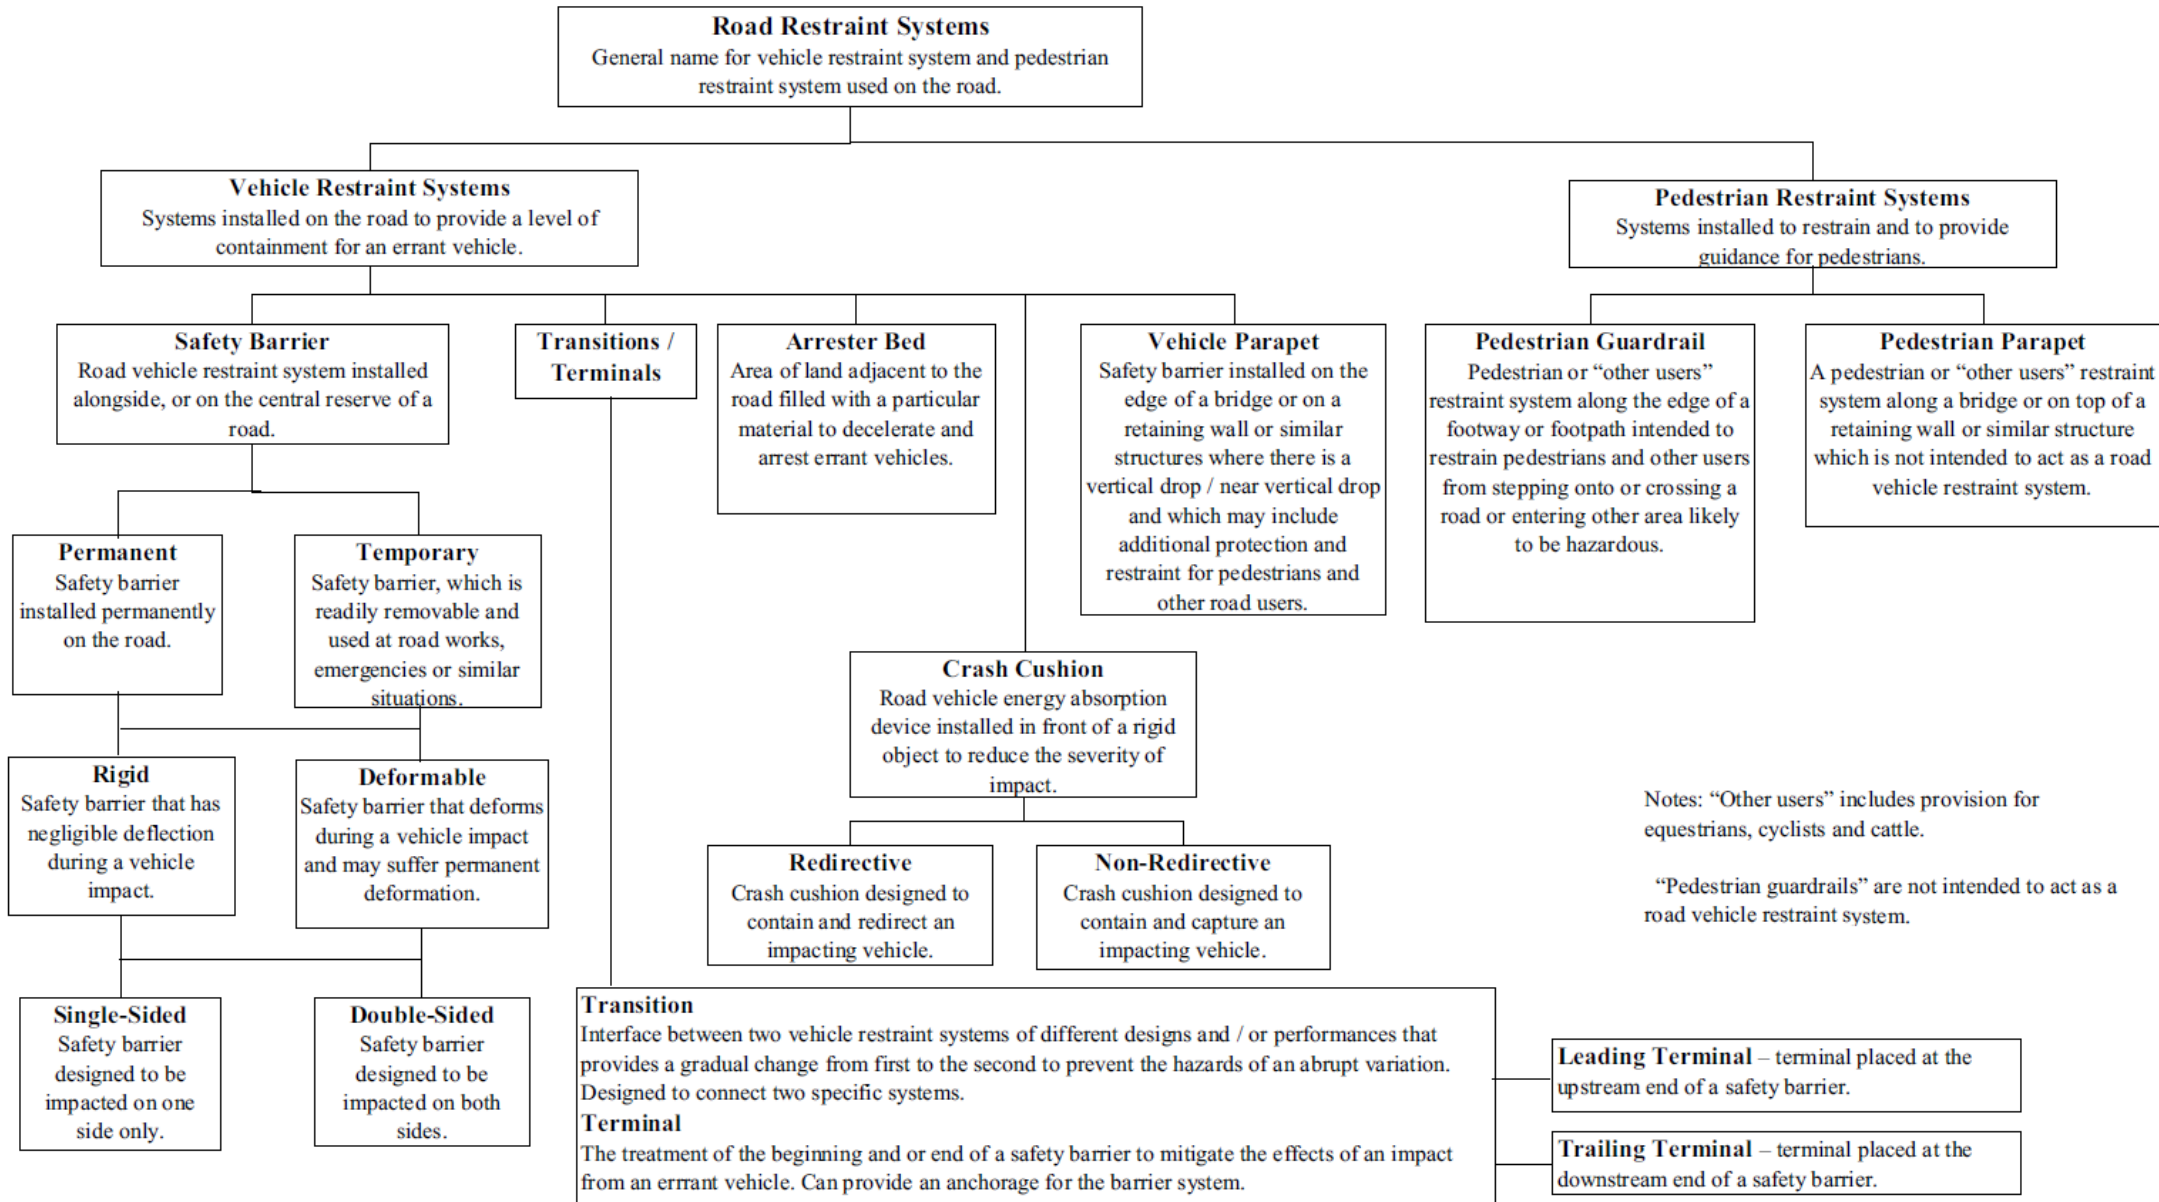 Road Restraint Systems
General name for vehicle restraint system and pedestrian
restraint system used on the road.
Vehicle Restraint Systems
Systems installed on the road to provide a level of
containment for an errant vehicle.
Pedestrian Restraint Systems
Systems installed to restrain and to provide
guidance for pedestrians.
Safety Barrier
Road vehicle restraint system installed
alongside, or on the central reserve of a
road.
Transitions /
Terminals
Arrester Bed
Area of land adjacent to the
road filled with a particular
material to decelerate and
arrest errant vehicles.
Vehicle Parapet
Safety barrier installed on the
edge of a bridge or on a
retaining wall or similar
structures where there is a
vertical drop / near vertical drop
and which may include
additional protection and
restraint for pedestrians and
other road users.
Pedestrian Guardrail
Pedestrian or “other users”
restraint system along the edge of a
footway or footpath intended to
restrain pedestrians and other users
from stepping onto or crossing a
road or entering other area likely
to be hazardous.
Pedestrian Parapet
A pedestrian or “other users” restraint
system along a bridge or on top of a
retaining wall or similar structure
which is not intended to act as a road
vehicle restraint system.
Permanent
Safety barrier
installed permanently
on the road.
Temporary
Safety barrier, which is
readily removable and
used at road works,
emergencies or similar
situations.
Crash Cushion
Road vehicle energy absorption
device installed in front of a rigid
object to reduce the severity of
impact.
Rigid
Safety barrier that has
negligible deflection
during a vehicle
impact.
Deformable
Safety barrier that deforms
during a vehicle impact
and may suffer permanent
deformation.
Redirective
Crash cushion designed to
contain and redirect an
impacting vehicle.
Non-Redirective
Crash cushion designed to
contain and capture an
impacting vehicle.
Notes: “Other users” includes provision for
equestrians, cyclists and cattle.
“Pedestrian guardrails” are not intended to act as a
road vehicle restraint system.
Single-Sided
Safety barrier
designed to be
impacted on one
side only.
Double-Sided
Safety barrier
designed to be
impacted on both
sides.
Transition
Interface between two vehicle restraint systems of different designs and / or performances that
provides a gradual change from first to the second to prevent the hazards of an abrupt variation.
Designed to connect two specific systems.
Terminal
The treatment of the beginning and or end of a safety barrier to mitigate the effects of an impact
from an errrant vehicle. Can provide an anchorage for the barrier system.
Leading Terminal – terminal placed at the
upstream end of a safety barrier.
Trailing Terminal – terminal placed at the
downstream end of a safety barrier.